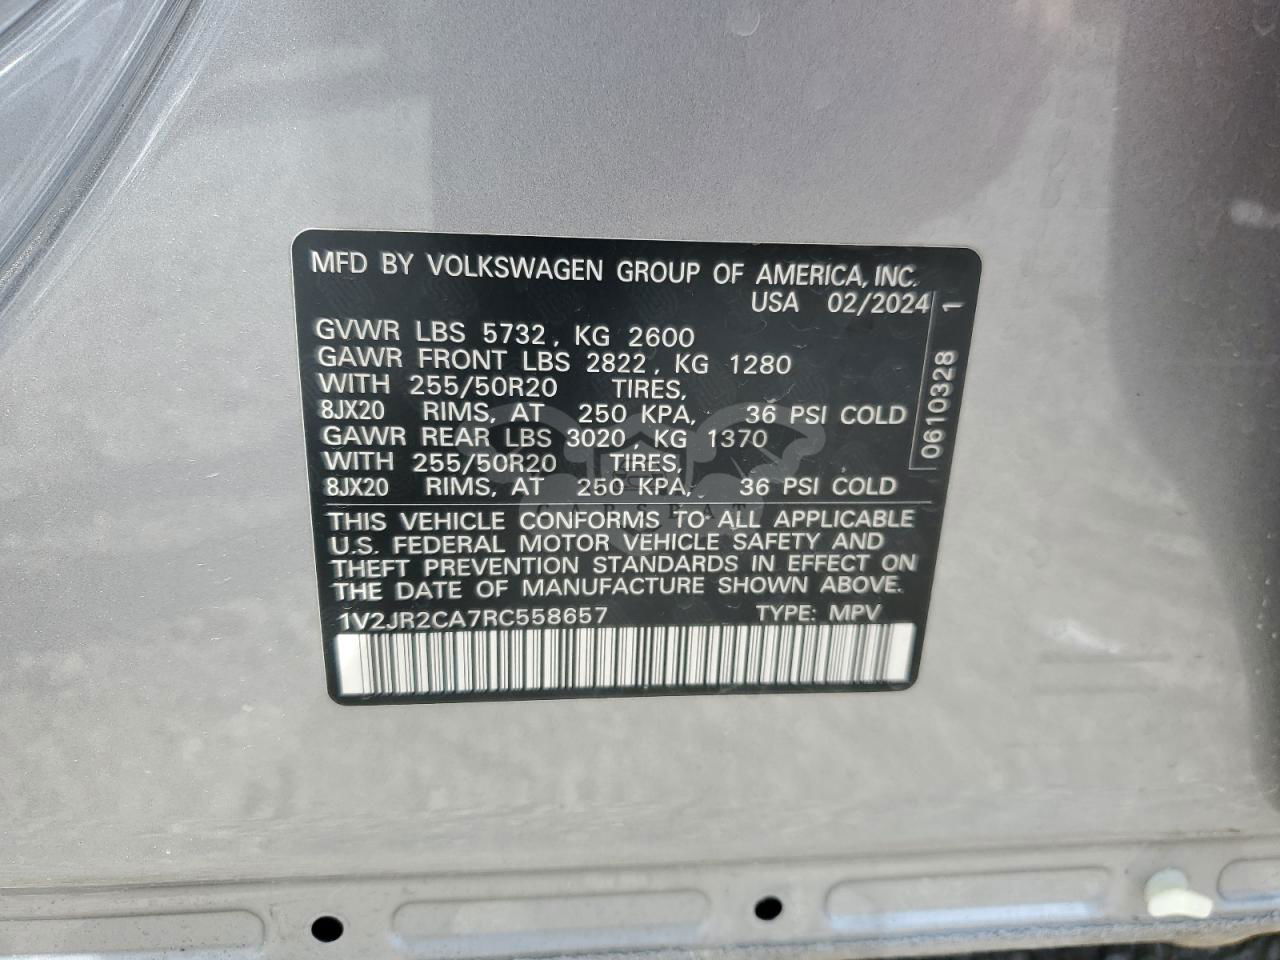 MFD BY VOLKSWAGEN GROUP OF AMERICA, INC.
USA 02/2024
GVWR LBS 5732, KG 2600
GAWR FRONT LBS 2822, KG 1280
WITH 255/50R20 TIRES,
8JX20 RIMS, AT 250 KPA, 36 PSI COLD
GAWR REAR LBS 3020, KG 1370
WITH 255/50R20 TIRES,
8JX20 RIMS, AT 250 KPA, 36 PSI COLD
0610328 1
CARSFAT
THIS VEHICLE CONFORMS TO ALL APPLICABLE
U.S. FEDERAL MOTOR VEHICLE SAFETY AND
THEFT PREVENTION STANDARDS IN EFFECT ON
THE DATE OF MANUFACTURE SHOWN ABOVE.
1V2JR2CA7RC558657 TYPE: MPV